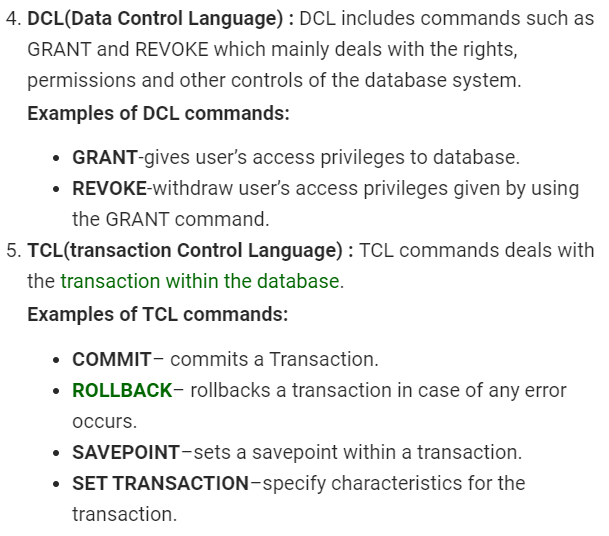 4. DCL(Data Control Language) : DCL includes commands such as
GRANT and REVOKE which mainly deals with the rights,
permissions and other controls of the database system.
Examples of DCL commands:
• GRANT-gives user’s access privileges to database.
• REVOKE-withdraw user’s access privileges given by using
the GRANT command.
5. TCL(transaction Control Language) : TCL commands deals with
the transaction within the database.
Examples of TCL commands:
• COMMIT– commits a Transaction.
• ROLLBACK– rollbacks a transaction in case of any error
occurs.
• SAVEPOINT–sets a savepoint within a transaction.
• SET TRANSACTION–specify characteristics for the
transaction.